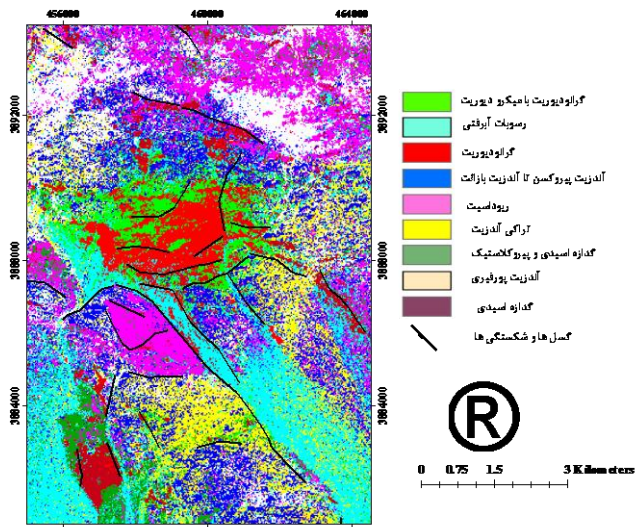 456000 460000 464000
3892000 3892000
3888000 3888000
3884000 3884000
گرانودیوریت با میکرو دیوریت
رسوبات آبرفتی
گرانودیوریت
آندزیت پیروکسن تا آندزیت بازالت
ریوداسیت
تراکی آندزیت
گدازه اسیدی و پیروکلاستیک
آندزیت پورفیری
گدازه اسیدی
گسل ها و شکستگی ها
R
0 0.75 1.5 3 Kilometers